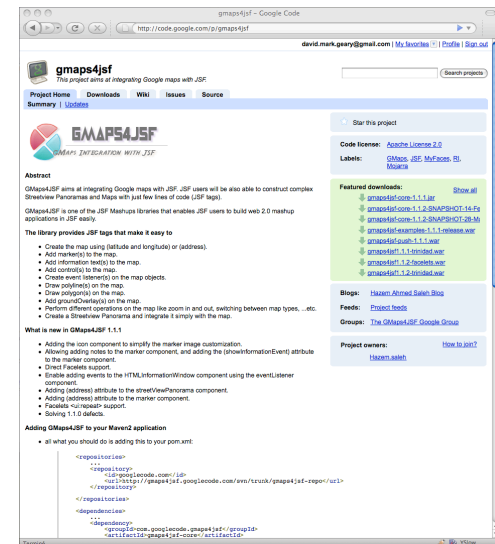 gmaps4jsf - Google Code
http://code.google.com/p/gmaps4jsf
david.mark.geary@gmail.com | My favorites | Profile | Sign out
gmaps4jsf
This project aims at integrating Google maps with JSF.
Search projects
Project Home Downloads Wiki Issues Source
Summary | Updates
GMAPS4JSF
GMAPS INTEGRATION WITH JSF
Abstract
GMaps4JSF aims at integrating Google maps with JSF. JSF users will be also able to construct complex
Streetview Panoramas and Maps with just few lines of code (JSF tags).
GMaps4JSF is one of the JSF Mashups libraries that enables JSF users to build web 2.0 mashup
applications in JSF easily.
The library provides JSF tags that make it easy to
Create the map using (latitude and longitude) or (address).
Add marker(s) to the map.
Add information text(s) to the map.
Add control(s) to the map.
Create event listener(s) on the map objects.
Draw polyline(s) on the map.
Draw polygon(s) on the map.
Add groundOverlay(s) on the map.
Perform different operations on the map like zoom in and out, switching between map types, ...etc.
Create a Streetview Panorama and integrate it simply with the map.
What is new in GMaps4JSF 1.1.1
Adding the icon component to simplify the marker image customization.
Allowing adding notes to the marker component, and adding the (showInformationEvent) attribute
to the marker component.
Direct Facelets support.
Enable adding events to the HTMLInformationWindow component using the eventListener
component.
Adding (address) attribute to the streetViewPanorama component.
Adding (address) attribute to the marker component.
Facelets <ui:repeat> support.
Solving 1.1.0 defects.
Adding GMaps4JSF to your Maven2 application
all what you should do is adding this to your pom.xml:
<repositories>
...
<repository>
<id>googlecode.com</id>
<url>http://gmaps4jsf.googlecode.com/svn/trunk/gmaps4jsf-repo</url>
</repository>
</repositories>
<dependencies>
...
<dependency>
<groupId>com.googlecode.gmaps4jsf</groupId>
<artifactId>gmaps4jsf-core</artifactId>
Star this project
Code license: Apache License 2.0
Labels: GMaps, JSF, MyFaces, RI,
Mojarra
Featured downloads: Show all
gmaps4jsf-core-1.1.1.jar
gmaps4jsf-core-1.1.2-SNAPSHOT-14-Fe
gmaps4jsf-core-1.1.2-SNAPSHOT-28-Ma
gmaps4jsf-examples-1.1.1-release.war
gmaps4jsf-push-1.1.1.war
gmaps4jsf1.1.1-trinidad.war
gmaps4jsf1.1.2-facelets.war
gmaps4jsf1.1.2-trinidad.war
Blogs: Hazem Ahmed Saleh Blog
Feeds: Project feeds
Groups: The GMaps4JSF Google Group
Project owners: How to join?
Hazem.saleh
YSlow